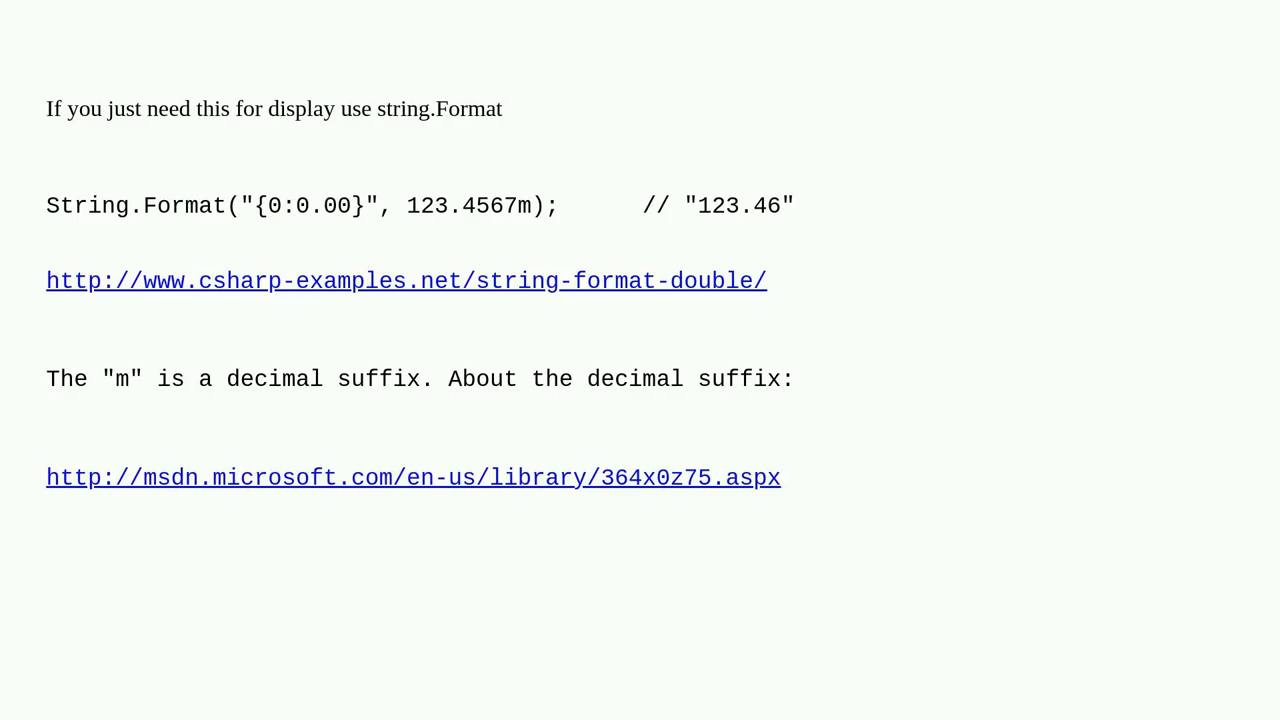 If you just need this for display use string.Format
String.Format("{0:0.00}", 123.4567m);      // "123.46"
http://www.csharp-examples.net/string-format-double/
The "m" is a decimal suffix. About the decimal suffix:
http://msdn.microsoft.com/en-us/library/364x0z75.aspx